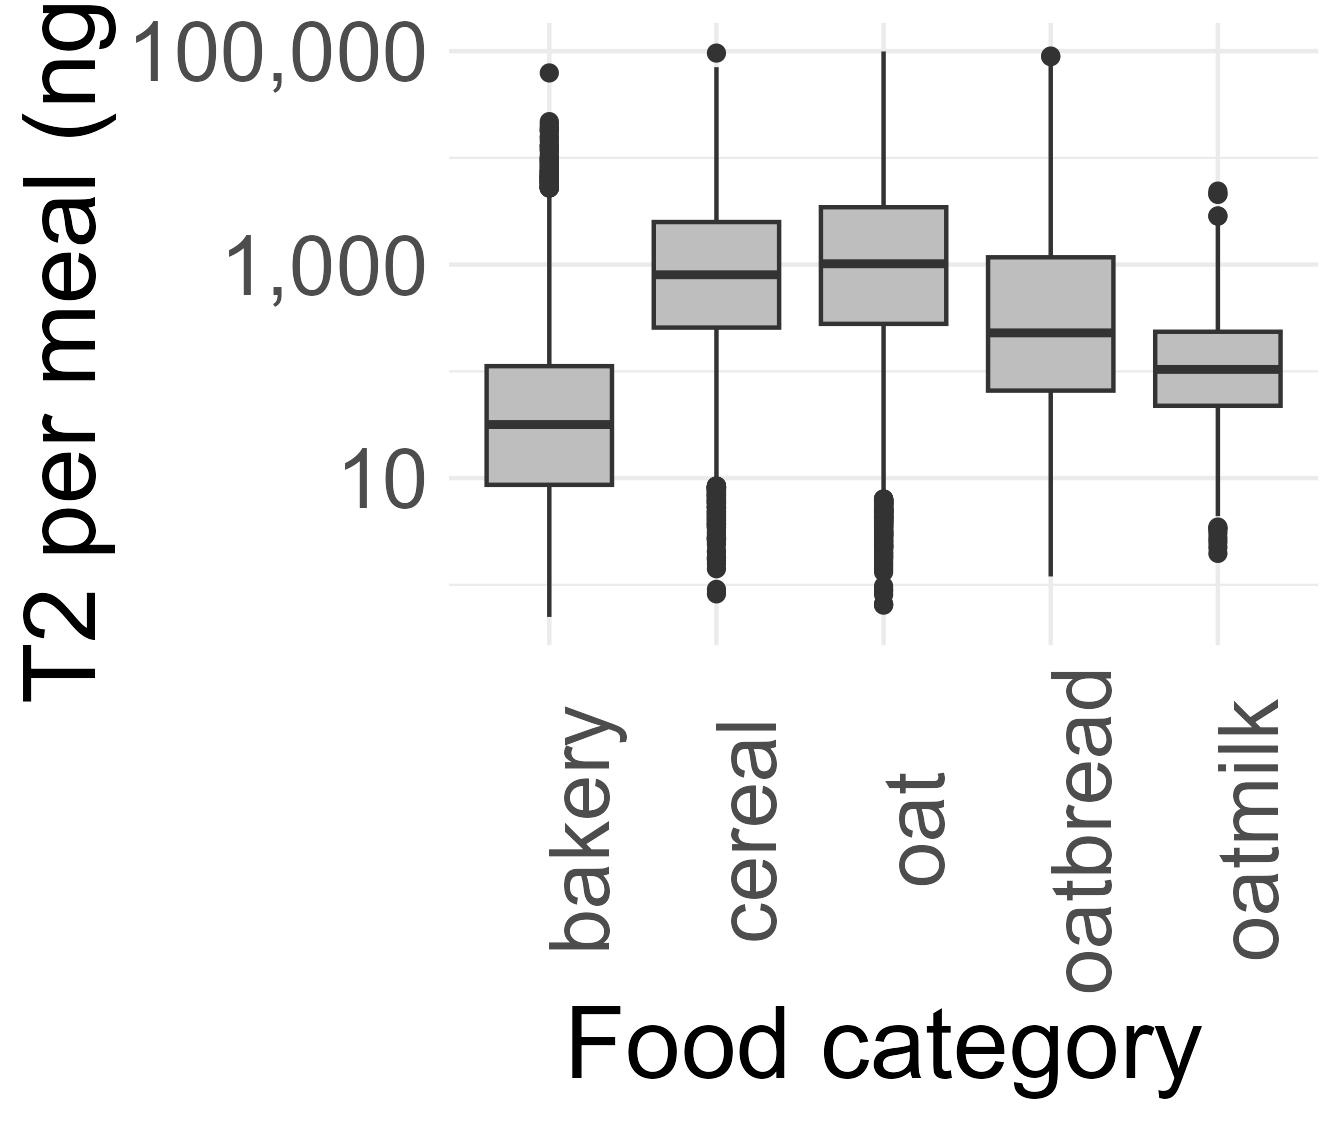 T2 per meal (ng
100,000
1,000
10
bakery
cereal
oat
oatbread
oatmilk
Food category